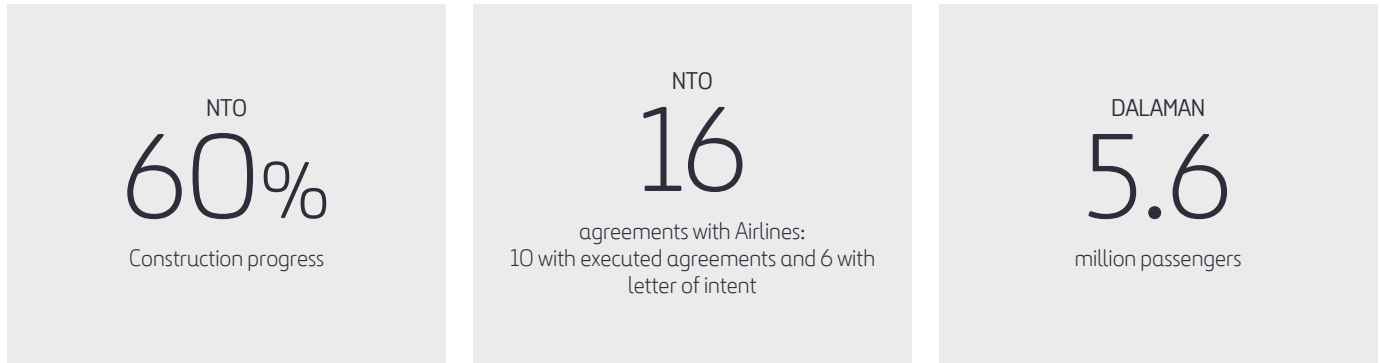 NTO
60%
Construction progress
NTO
16
agreements with Airlines:
10 with executed agreements and 6 with
letter of intent
DALAMAN
5.6
million passengers